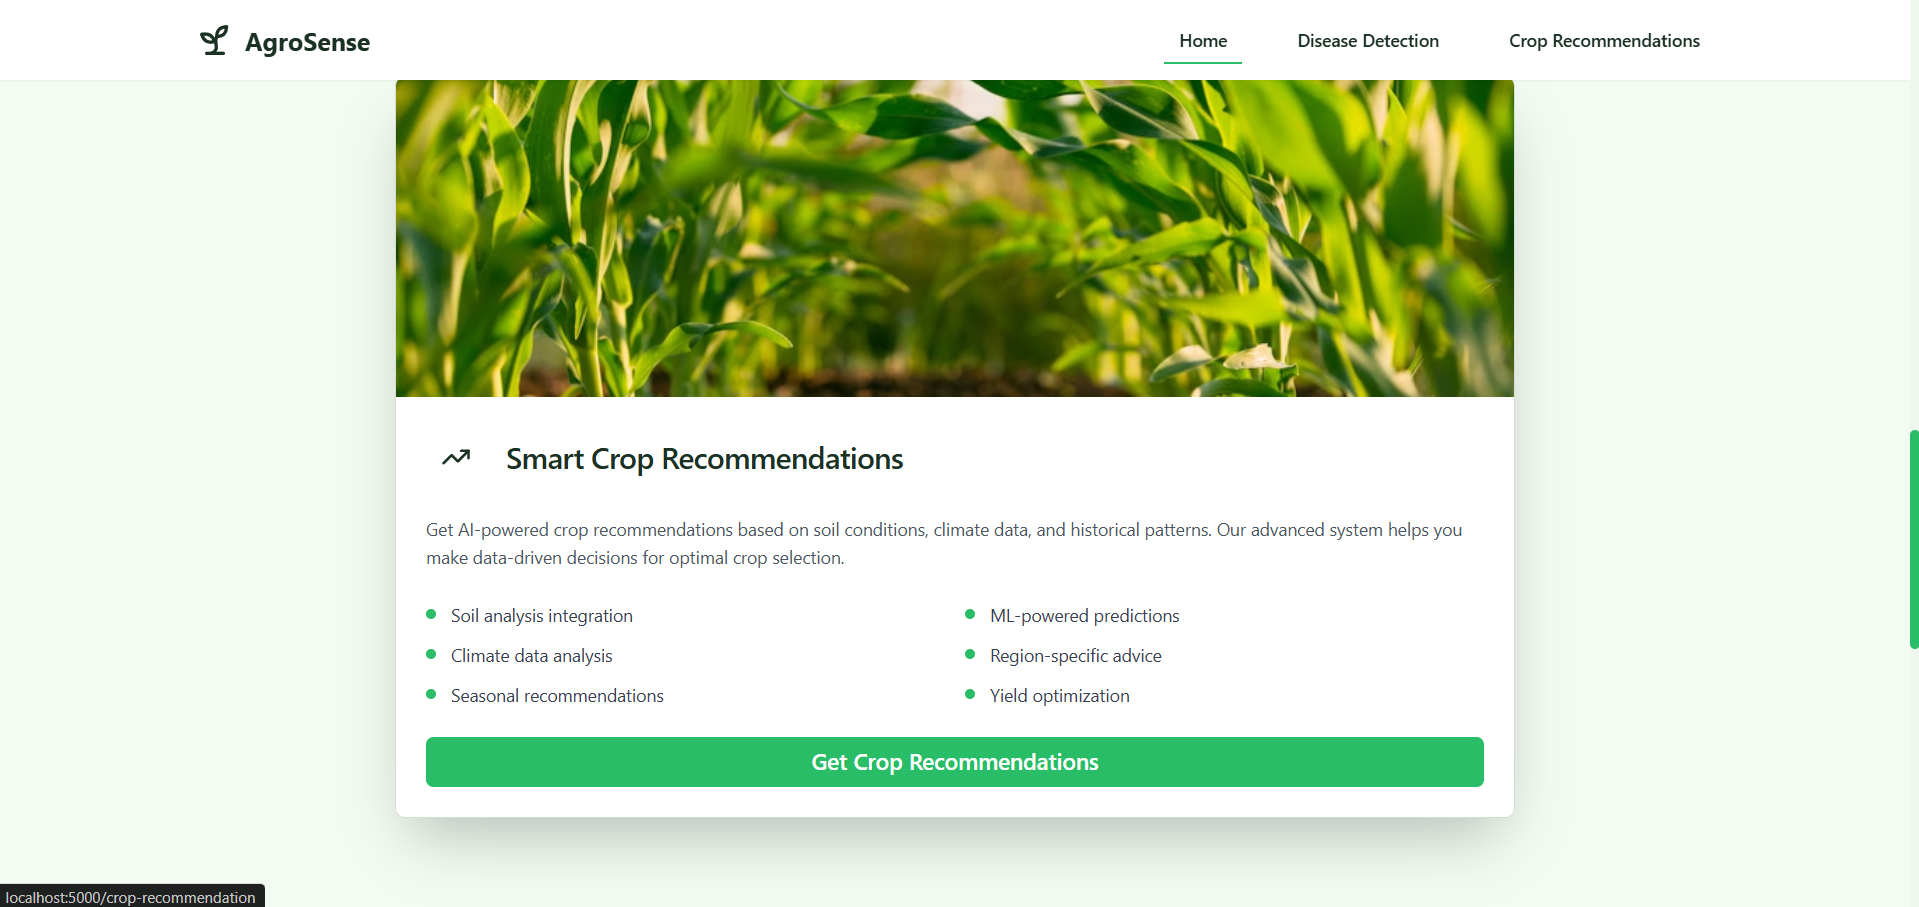 AgroSense
Home
Disease Detection
Crop Recommendations
Smart Crop Recommendations
Get AI-powered crop recommendations based on soil conditions, climate data, and historical patterns. Our advanced system helps you
make data-driven decisions for optimal crop selection.
Soil analysis integration
ML-powered predictions
Climate data analysis
Region-specific advice
Seasonal recommendations
Yield optimization
Get Crop Recommendations
localhost:5000/crop-recommendation